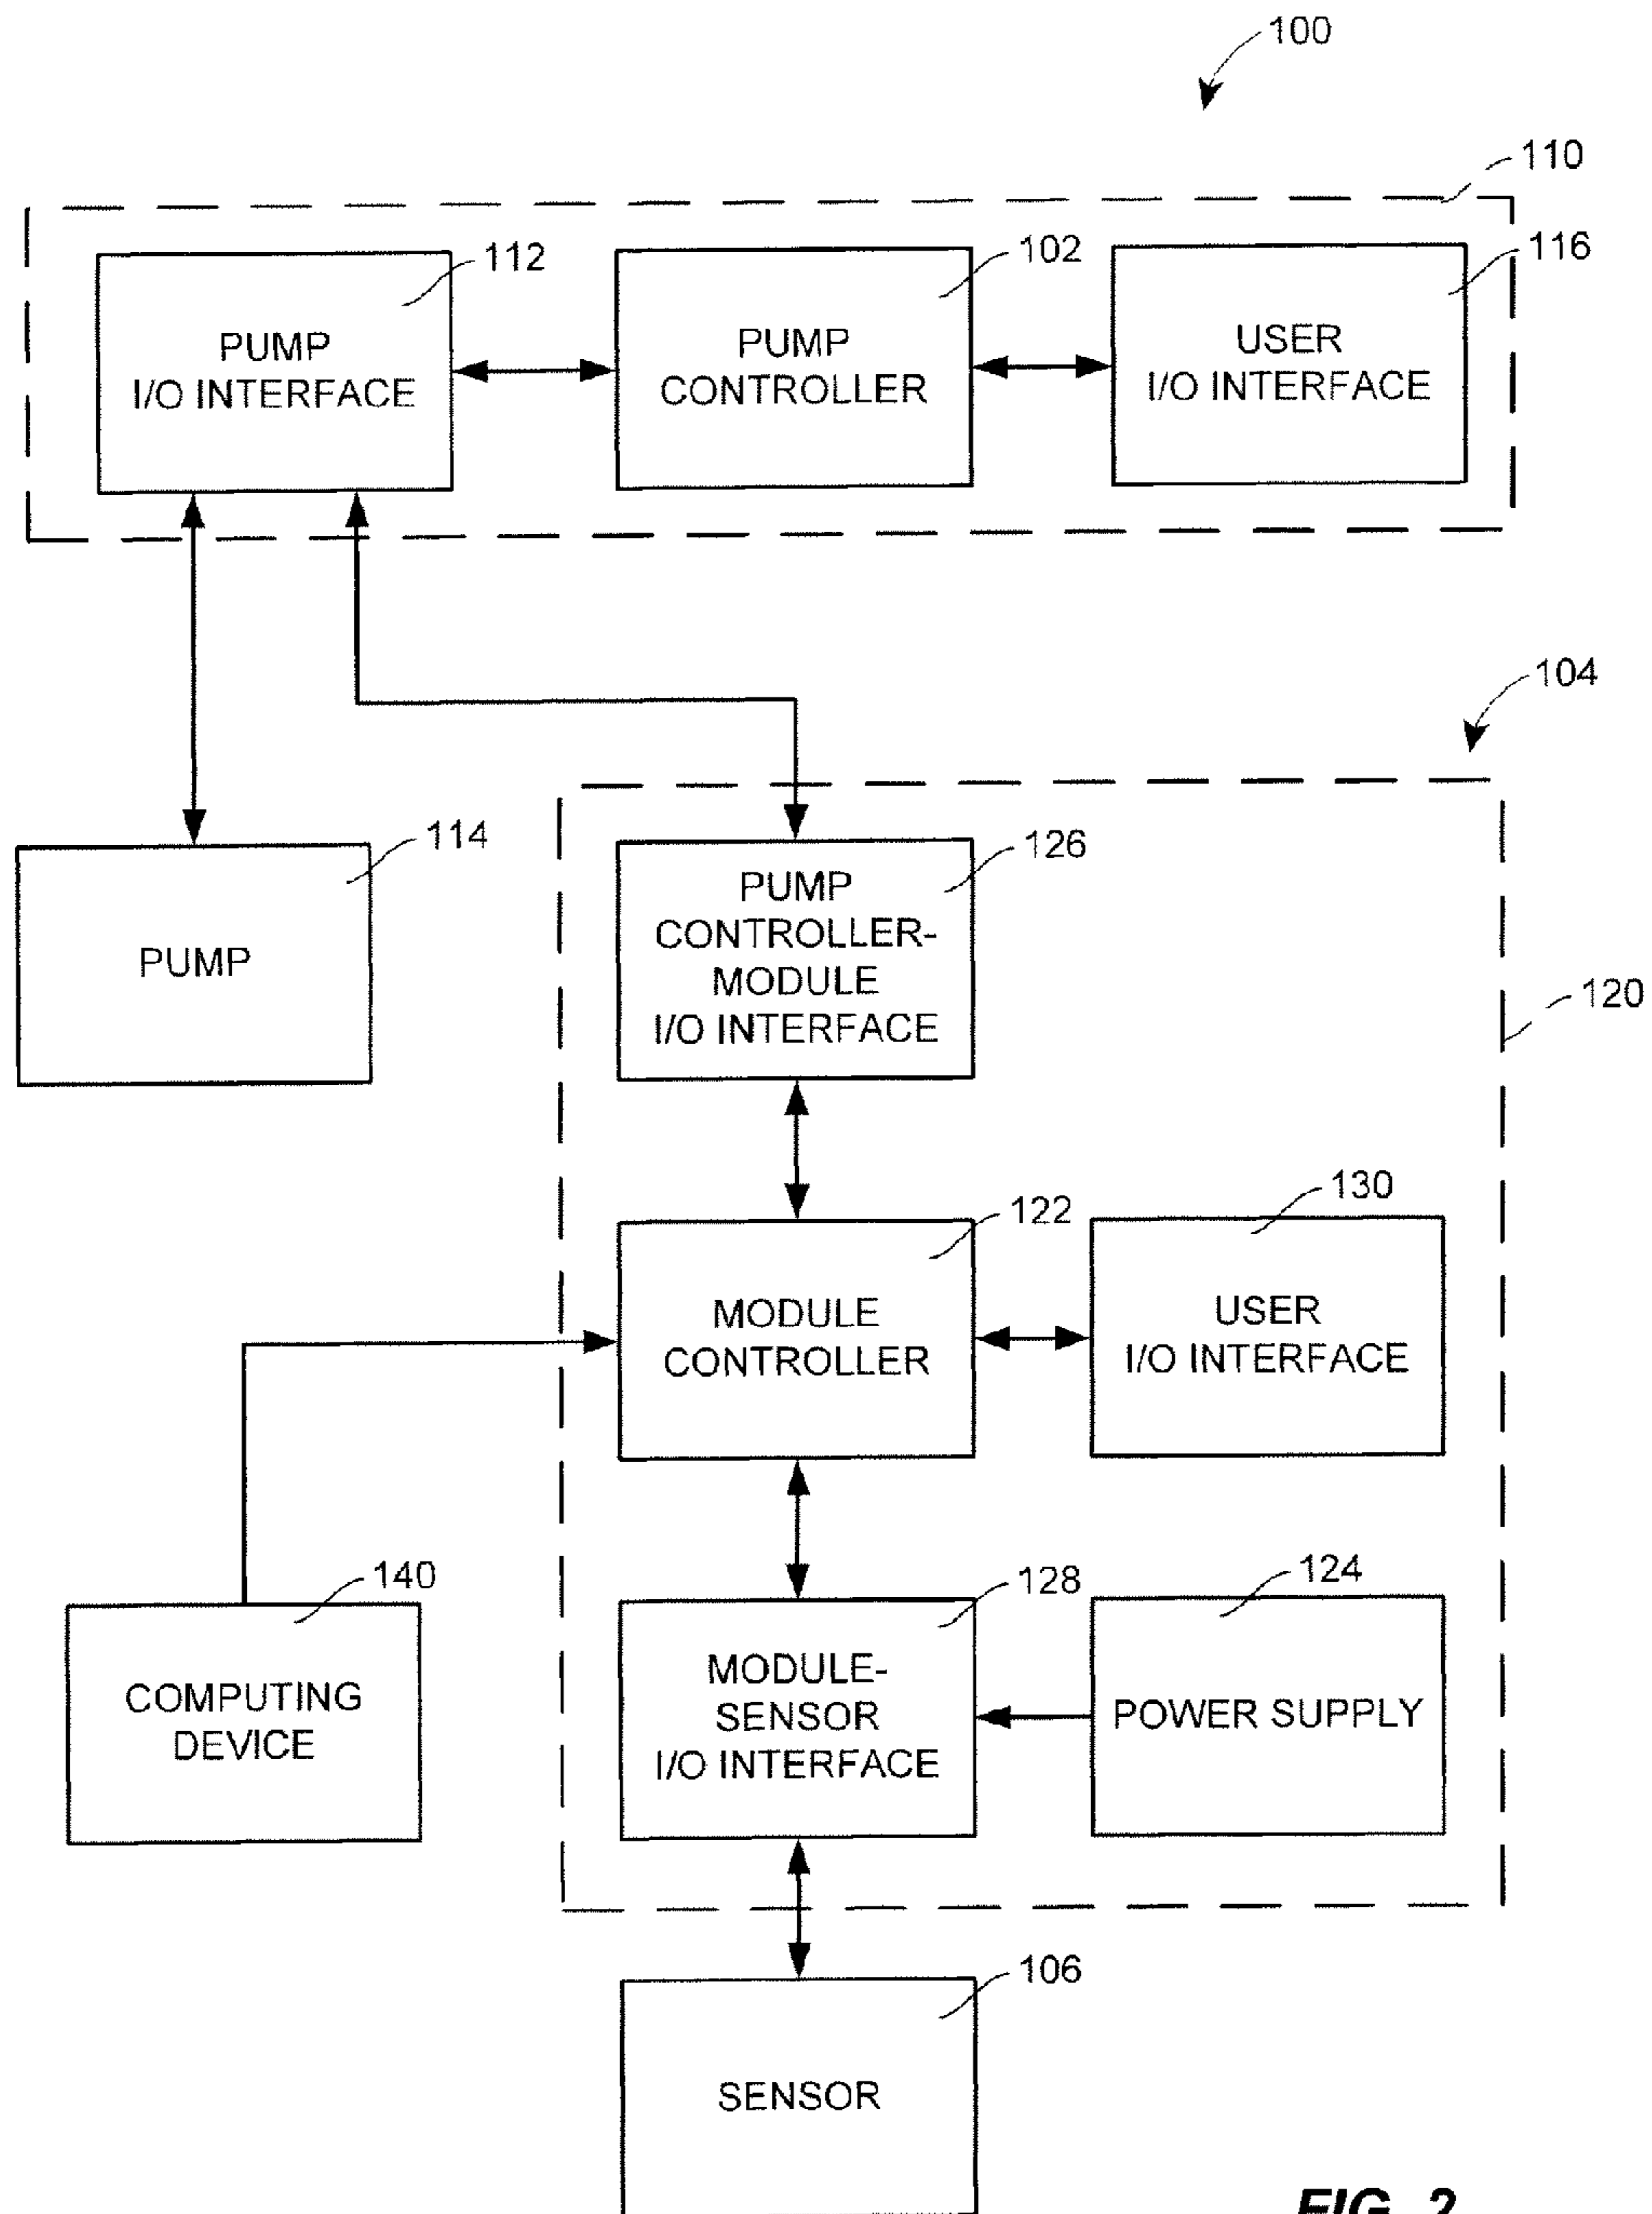 100
110
112
102
116
PUMP
I/O INTERFACE
PUMP
CONTROLLER
USER
I/O INTERFACE
104
114
PUMP
126
PUMP
CONTROLLER-
MODULE
I/O INTERFACE
120
122
MODULE
CONTROLLER
130
USER
I/O INTERFACE
140
COMPUTING
DEVICE
128
MODULE-
SENSOR
I/O INTERFACE
124
POWER SUPPLY
106
SENSOR
FIG. 2